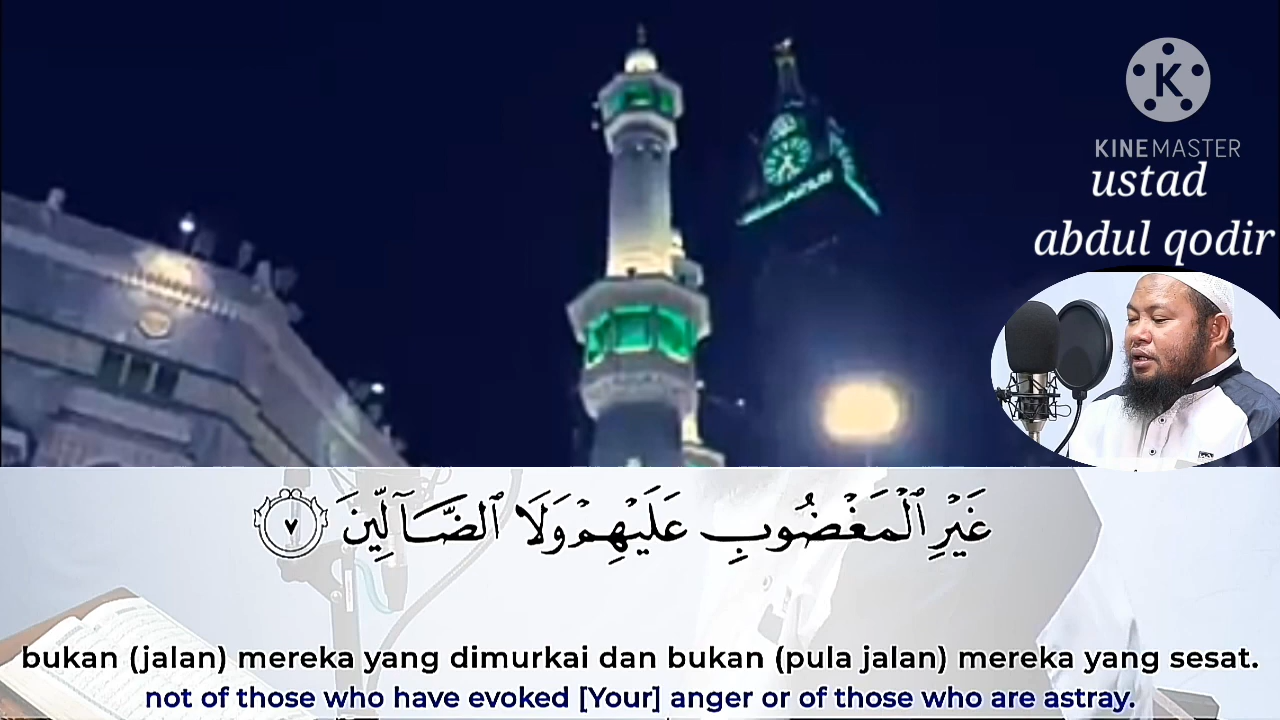 K
KINEMASTER
ustad
abdul qodir
غَيْرِ ٱلْمَغْضُوبِ عَلَيْهِمْ وَلَا ٱلضَّآلِّينَ ٧
bukan (jalan) mereka yang dimurkai dan bukan (pula jalan) mereka yang sesat.
not of those who have evoked [Your] anger or of those who are astray.